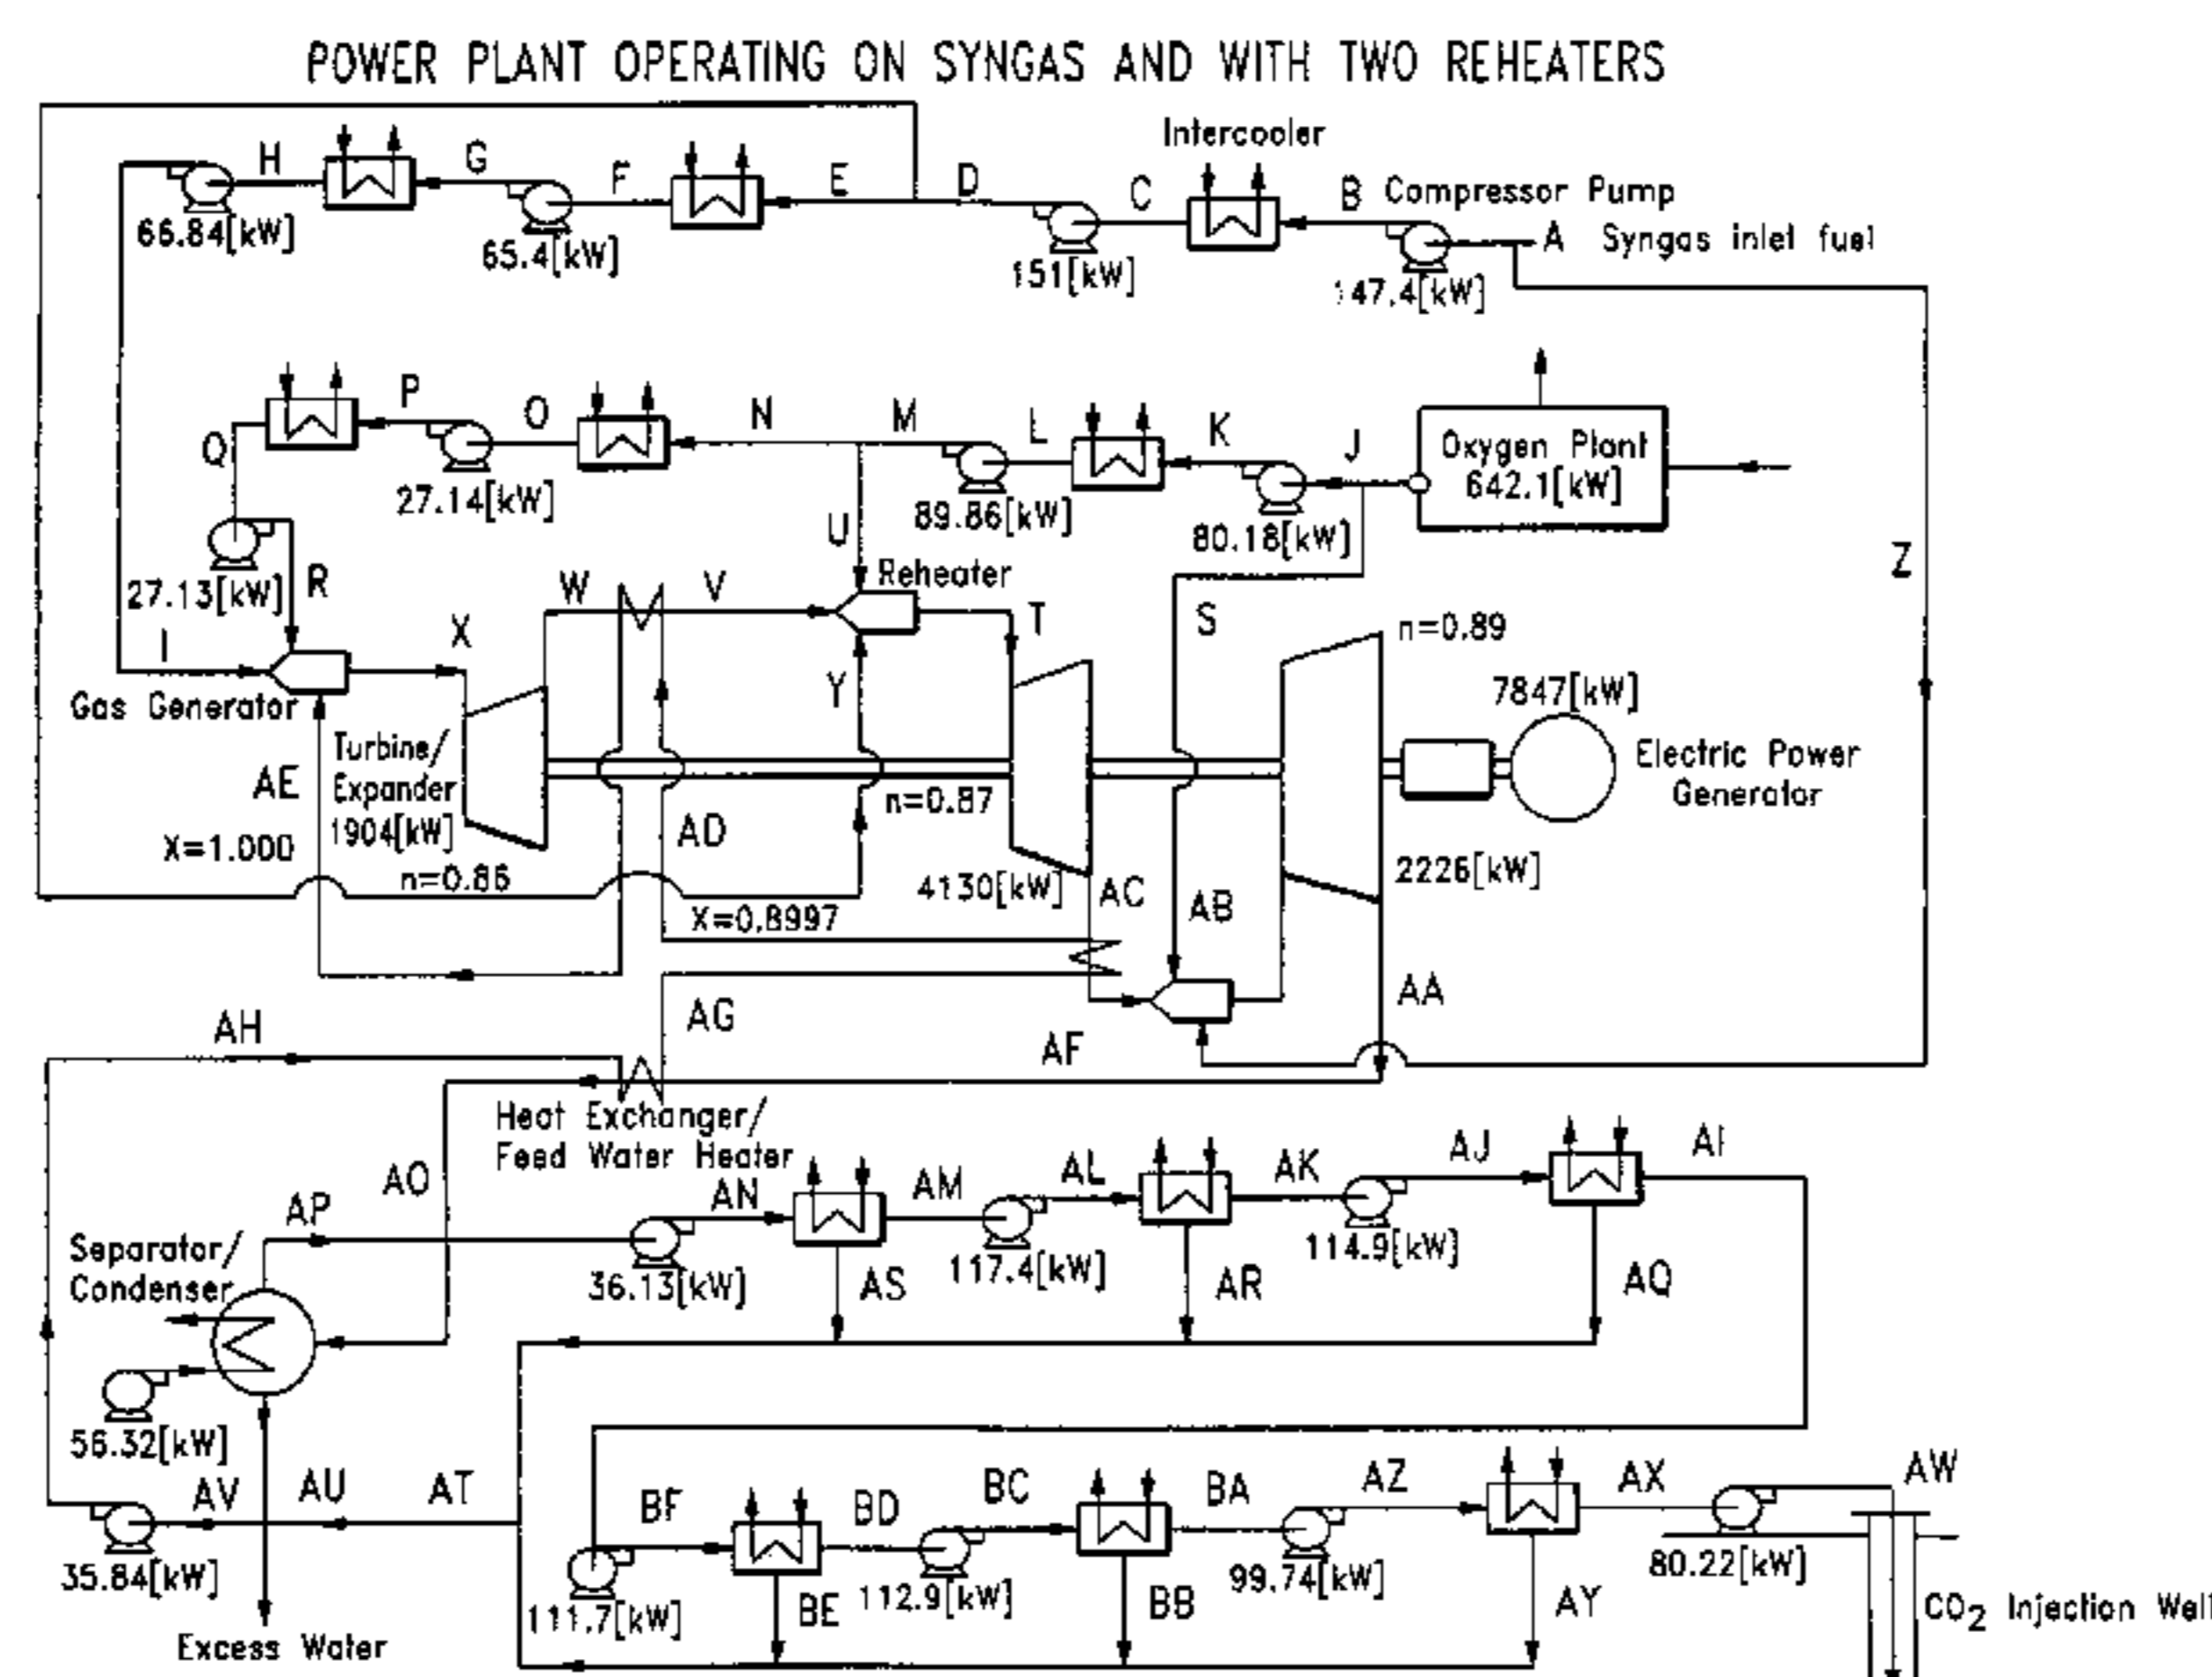 POWER PLANT OPERATING ON SYNGAS AND WITH TWO REHEATERS
Intercooler
H
G
F
E
D
C
B
Compressor Pump
A Syngas inlet fuel
66.84[kW]
65.4[kW]
151[kW]
147.4[kW]
P
O
N
M
L
K
J
Oxygen Plant
642.1[kW]
Q
27.14[kW]
89.86[kW]
80.18[kW]
U
Z
27.13[kW]
R
W
V
Reheater
T
S
n=0.89
I
X
Gas Generator
Y
7847[kW]
Turbine/
Expander
1904[kW]
AE
n=0.87
Electric Power
Generator
X=1.000
AD
n=0.86
4130[kW]
AC
AB
2226[kW]
X=0.8997
AA
AH
AG
AF
Heat Exchanger/
Feed Water Heater
AO
AP
AN
AM
AL
AK
AJ
AI
Separator/
Condenser
36.13[kW]
AS
117.4[kW]
AR
114.9[kW]
AQ
56.32[kW]
AV
AU
AT
BF
BD
BC
BA
AZ
AX
AW
35.84[kW]
111.7[kW]
BE
112.9[kW]
BB
99.74[kW]
AY
80.22[kW]
CO2 Injection Well
Excess Water